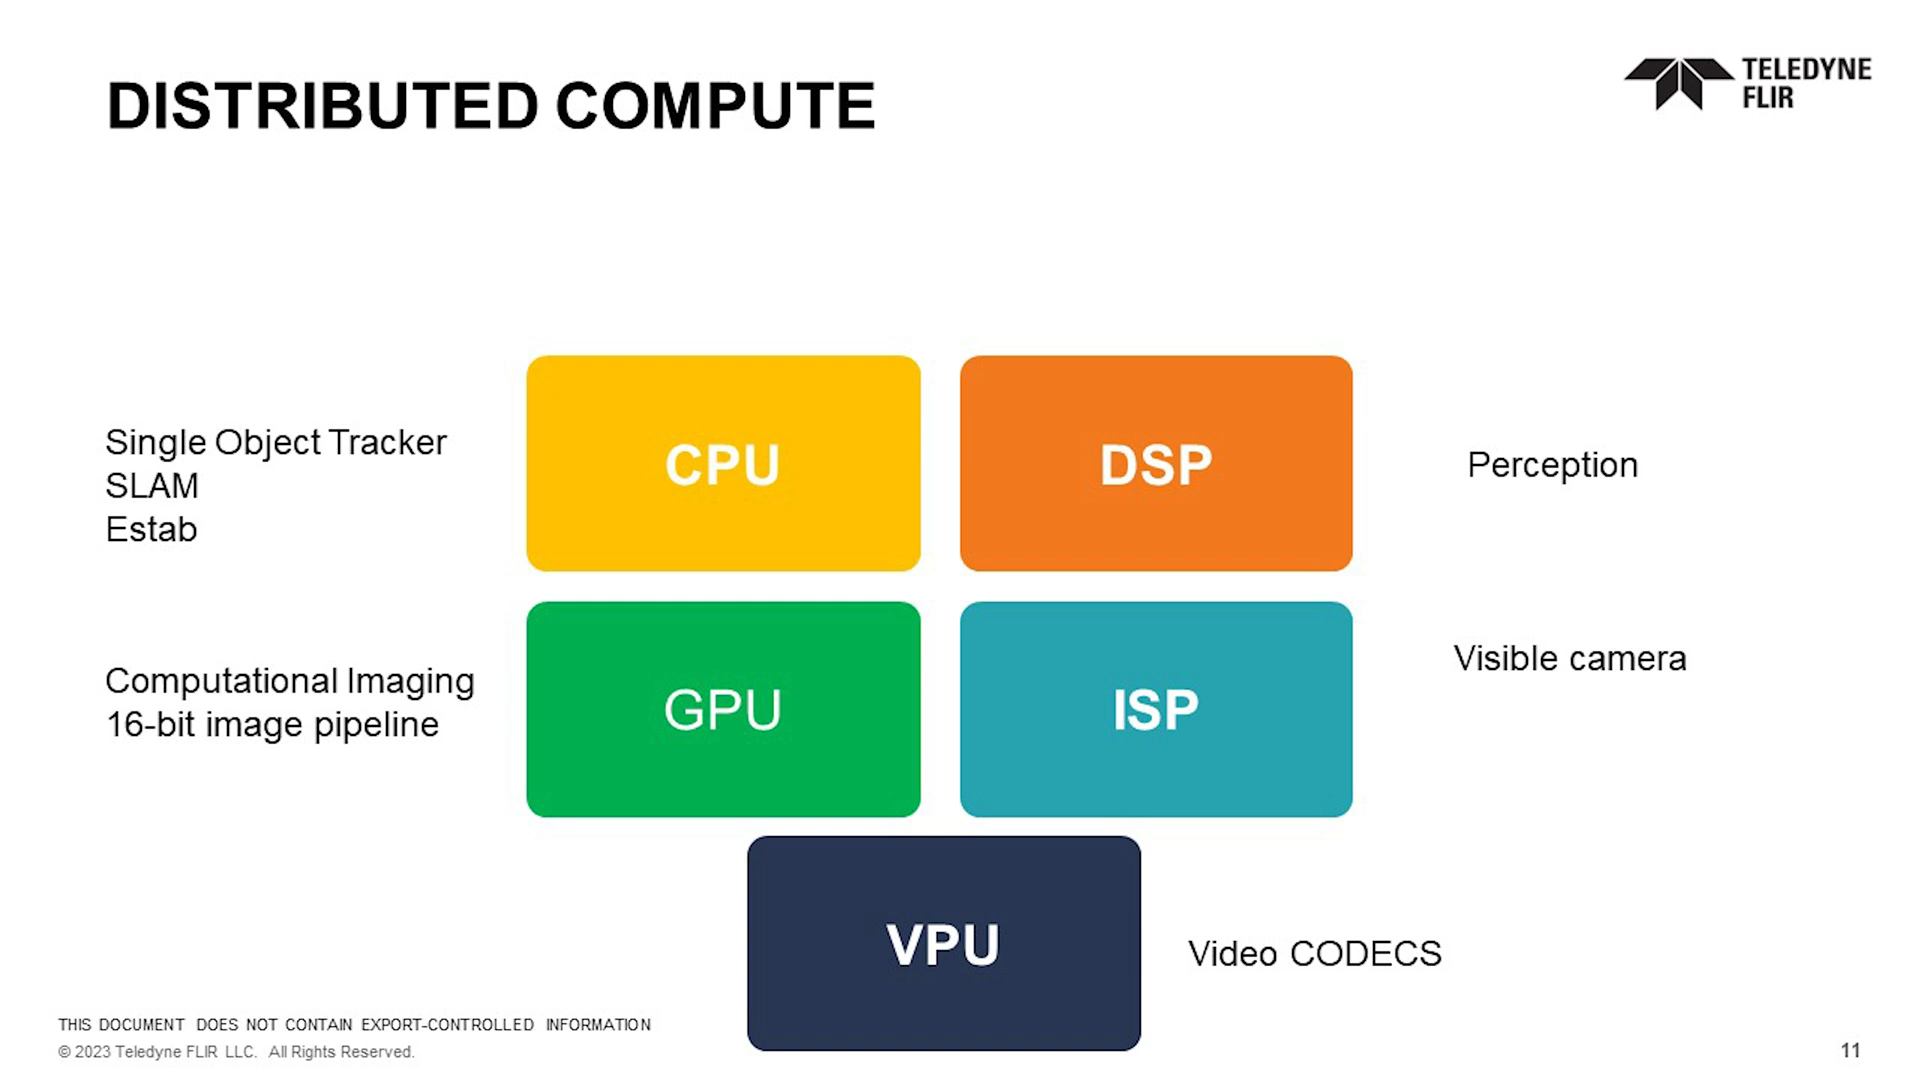 DISTRIBUTED COMPUTE
TELEDYNE
FLIR
Single Object Tracker
SLAM
Estab
CPU
DSP
Perception
Computational Imaging
16-bit image pipeline
GPU
ISP
Visible camera
VPU
Video CODECS
THIS DOCUMENT DOES NOT CONTAIN EXPORT-CONTROLLED INFORMATION
© 2023 Teledyne FLIR LLC. All Rights Reserved.
11